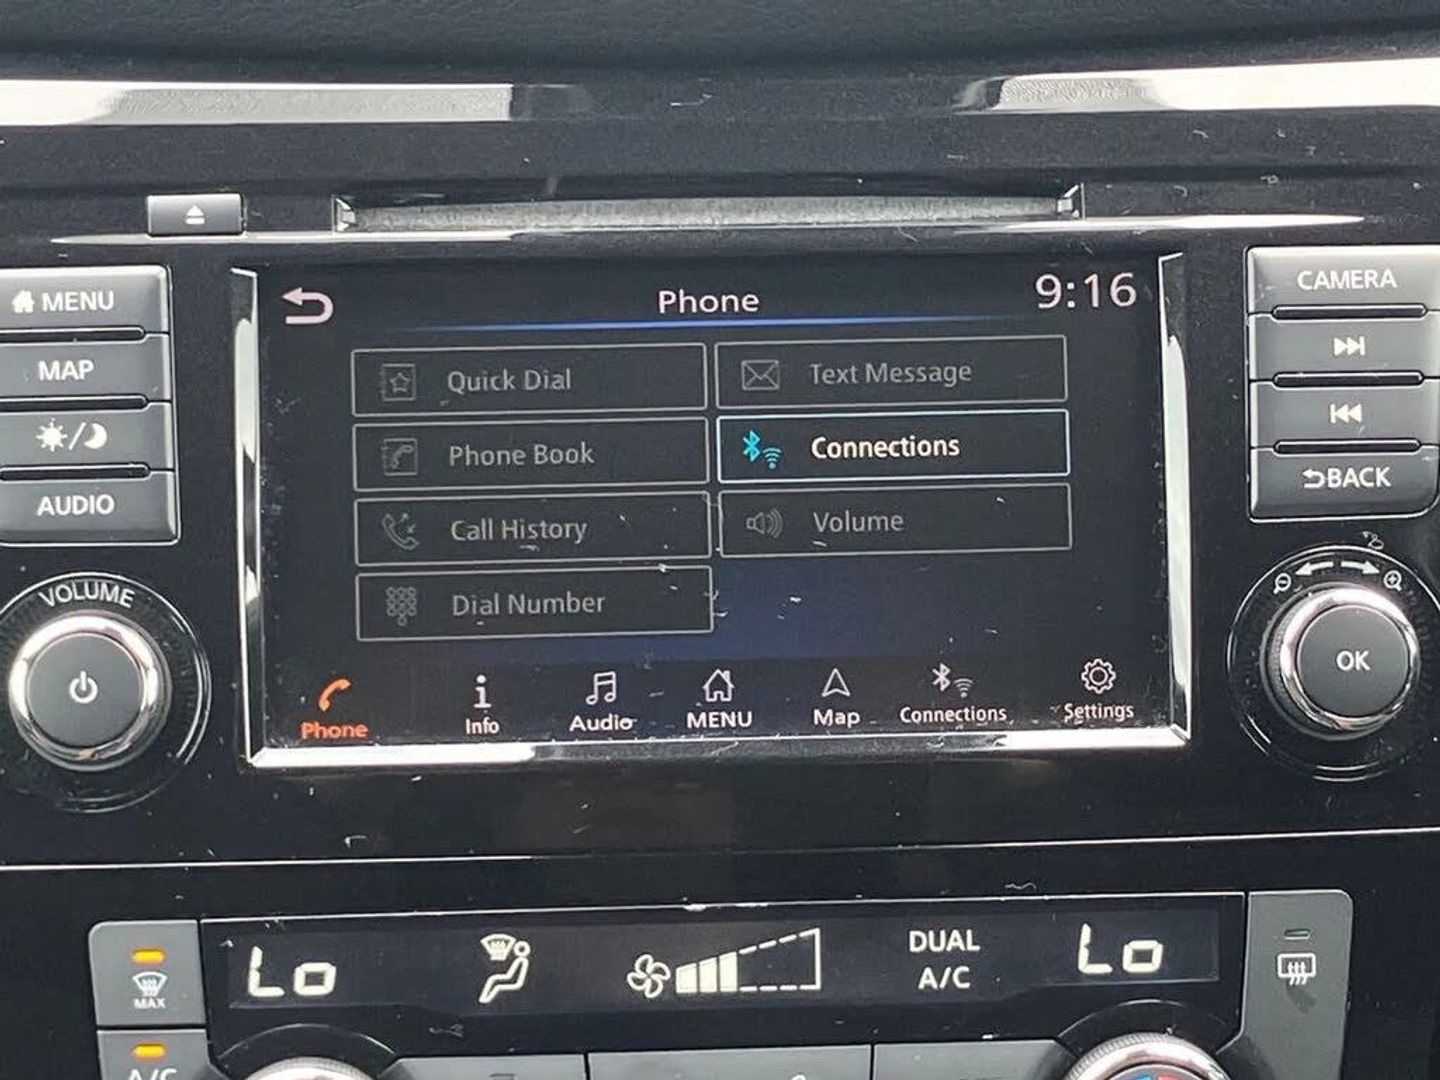 MENU
MAP
AUDIO
VOLUME
Phone
9:16
Quick Dial
Text Message
Phone Book
Connections
Call History
Volume
Dial Number
Phone
Info
Audio
MENU
Map
Connections
Settings
CAMERA
BACK
OK
MAX
A/C
Lo
DUAL
A/C
Lo